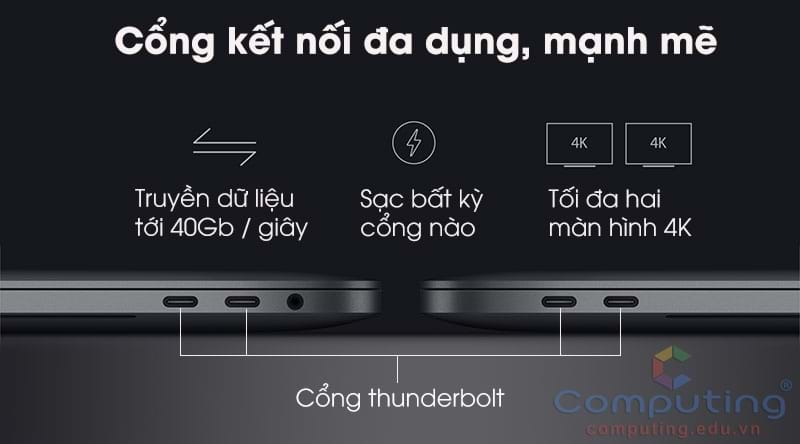 Cổng kết nối đa dụng, mạnh mẽ
4K 4K
Truyền dữ liệu
tới 40Gb / giây
Sạc bất kỳ
cổng nào
Tối đa hai
màn hình 4K
Cổng thunderbolt
Computing®
computing.edu.vn